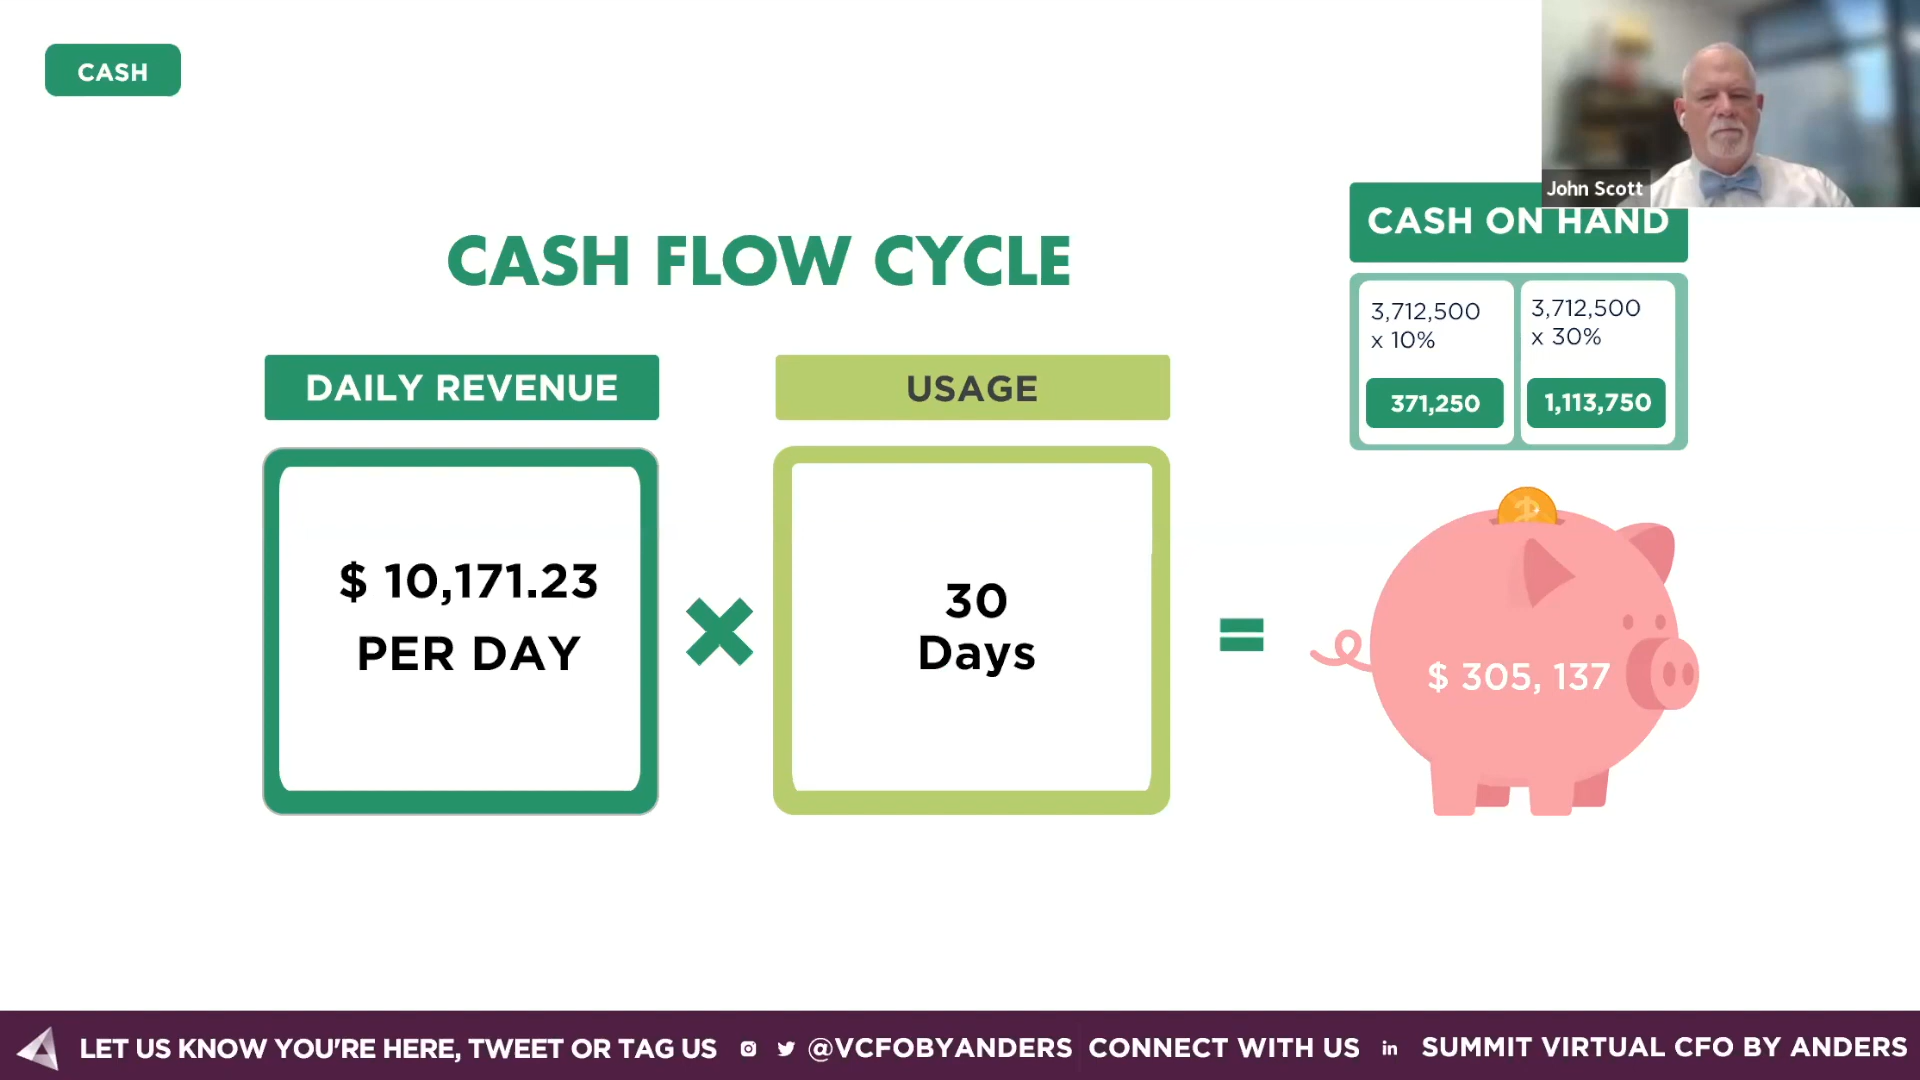 CASH
John Scott
CASH ON HAND
CASH FLOW CYCLE
3,712,500
x 10%
371,250
3,712,500
x 30%
1,113,750
DAILY REVENUE
USAGE
$ 10,171.23
PER DAY
30
Days
$ 305, 137
LET US KNOW YOU'RE HERE, TWEET OR TAG US @VCFOBYANDERS CONNECT WITH US in SUMMIT VIRTUAL CFO BY ANDERS